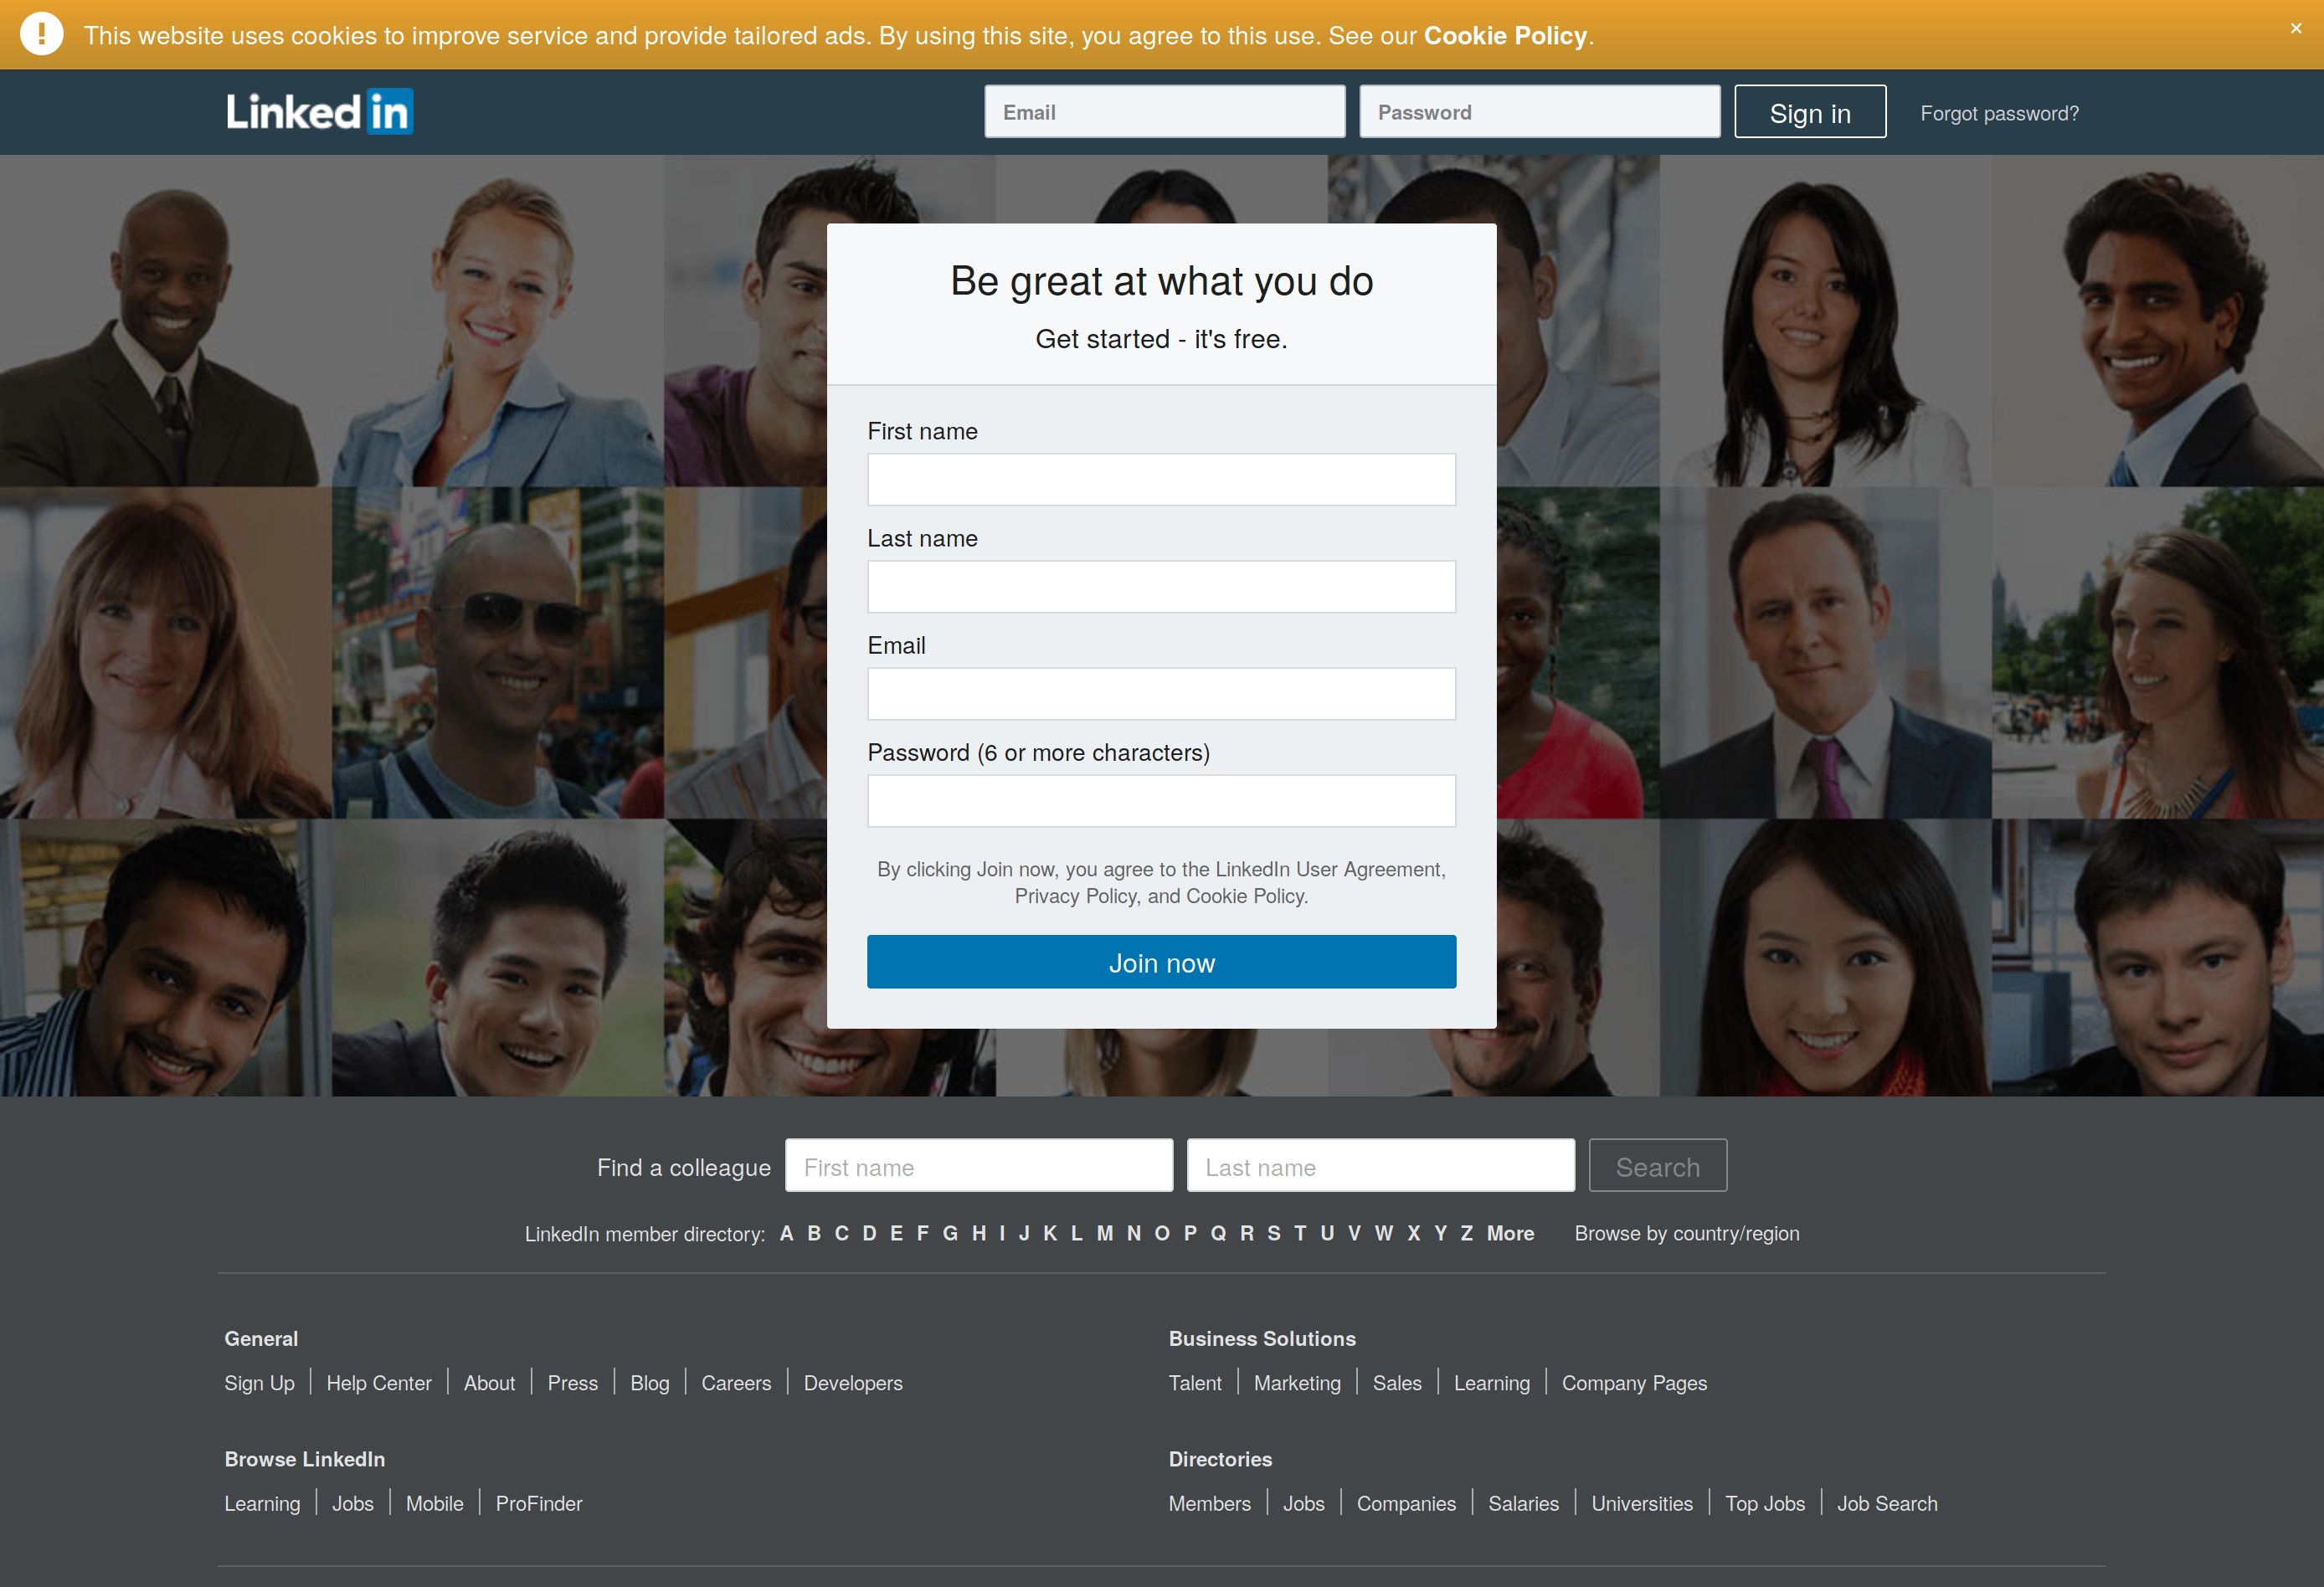 This website uses cookies to improve service and provide tailored ads. By using this site, you agree to this use. See our Cookie Policy.
×
Linked in
Email
Password
Sign in
Forgot password?
Be great at what you do
Get started - it's free.
First name
Last name
Email
Password (6 or more characters)
By clicking Join now, you agree to the LinkedIn User Agreement,
Privacy Policy, and Cookie Policy.
Join now
Find a colleague
First name
Last name
Search
LinkedIn member directory: A B C D E F G H I J K L M N O P Q R S T U V W X Y Z More Browse by country/region
General
Sign Up | Help Center | About | Press | Blog | Careers | Developers
Business Solutions
Talent | Marketing | Sales | Learning | Company Pages
Browse LinkedIn
Learning | Jobs | Mobile | ProFinder
Directories
Members | Jobs | Companies | Salaries | Universities | Top Jobs | Job Search